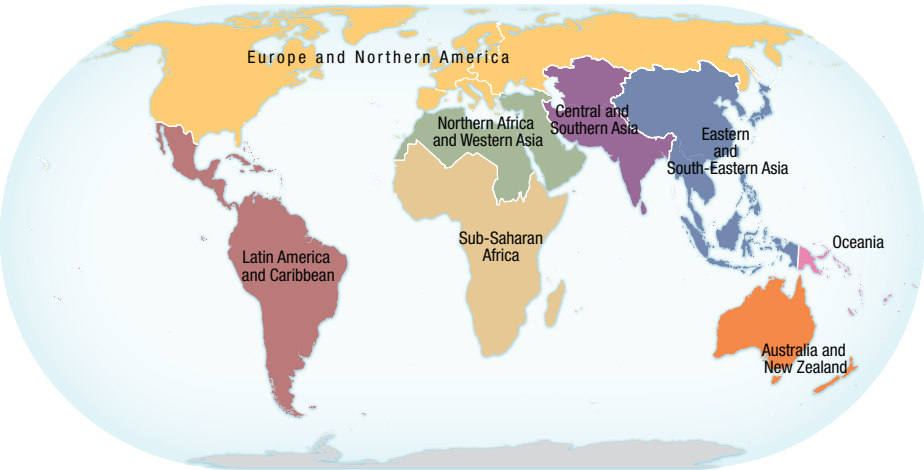 Europe and Northern America
Northern Africa
and Western Asia
Central and
Southern Asia
Eastern
and
South-Eastern Asia
Sub-Saharan
Africa
Latin America
and Caribbean
Oceania
Australia and
New Zealand